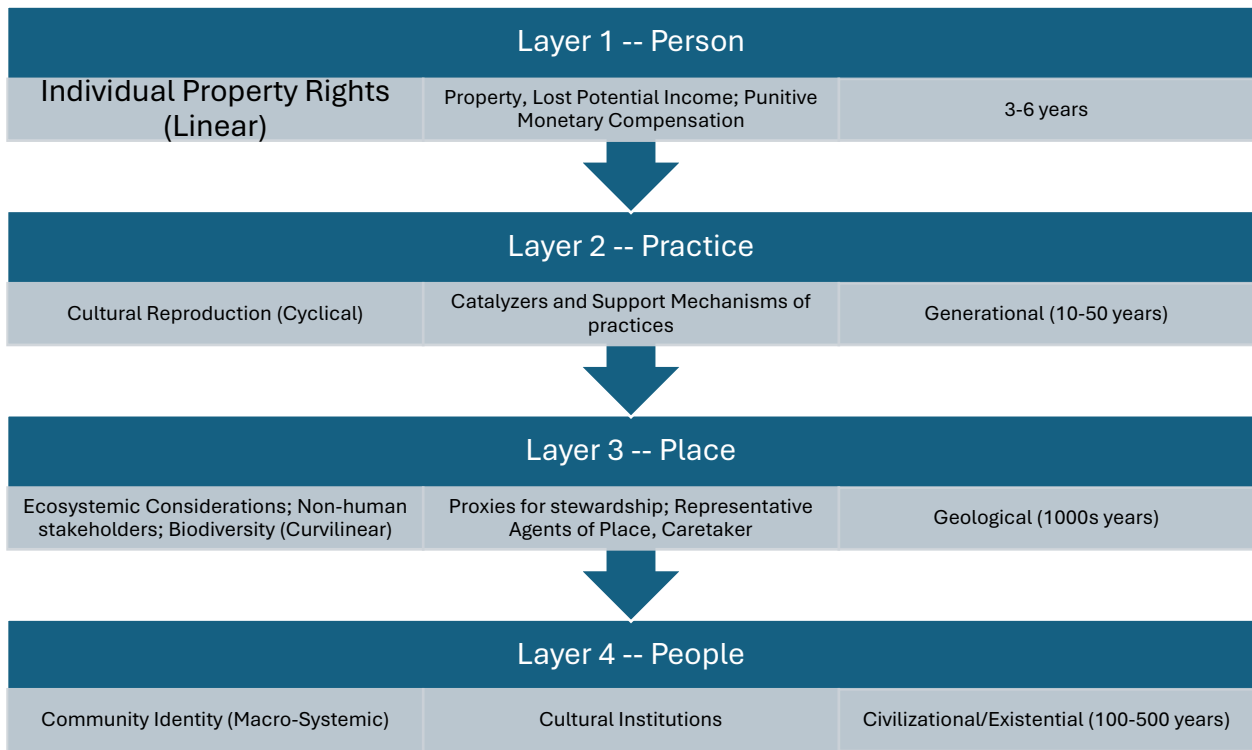 Layer 1 -- Person
Individual Property Rights
(Linear)
Property, Lost Potential Income; Punitive
Monetary Compensation
3-6 years
Layer 2 -- Practice
Cultural Reproduction (Cyclical)
Catalyzers and Support Mechanisms of
practices
Generational (10-50 years)
Layer 3 -- Place
Ecosystemic Considerations; Non-human
stakeholders; Biodiversity (Curvilinear)
Proxies for stewardship; Representative
Agents of Place, Caretaker
Geological (1000s years)
Layer 4 -- People
Community Identity (Macro-Systemic)
Cultural Institutions
Civilizational/Existential (100-500 years)